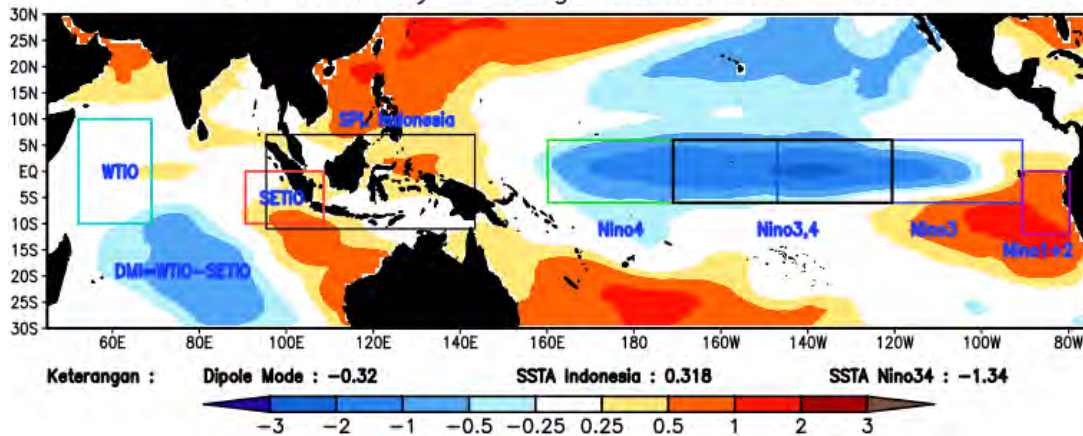 30N
25N
20N
15N
10N
5N
EQ
5S
10S
15S
20S
25S
30S
SPL Indonesia
WTIO
SETIO
Nino4
Nino3,4
Nino3
Nino1+2
DMI=WTIO-SETIO
60E 80E 100E 120E 140E 160E 180 160W 140W 120W 100W 80W
Keterangan : Dipole Mode : -0.32 SSTA Indonesia : 0.318 SSTA Nino34 : -1.34
-3 -2 -1 -0.5 -0.25 0.25 0.5 1 2 3